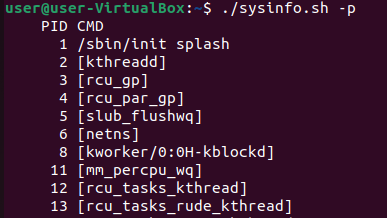 user@user-VirtualBox:~$ ./sysinfo.sh -p
PID CMD
1 /sbin/init splash
2 [kthreadd]
3 [rcu_gp]
4 [rcu_par_gp]
5 [slub_flushwq]
6 [netns]
8 [kworker/0:0H-kblockd]
11 [mm_percpu_wq]
12 [rcu_tasks_kthread]
13 [rcu_tasks_rude_kthread]